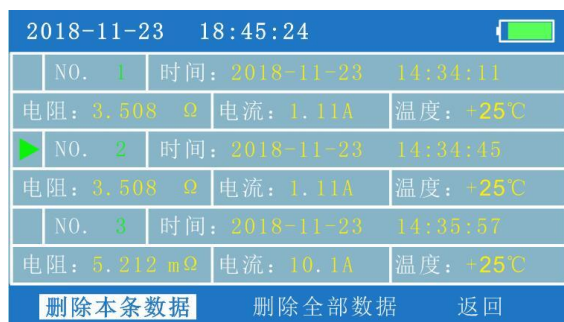 2018-11-23 18:45:24
NO. 1 时间：2018-11-23 14:34:11
电阻：3.508 Ω 电流：1.11A 温度：+25℃
NO. 2 时间：2018-11-23 14:34:45
电阻：3.508 Ω 电流：1.11A 温度：+25℃
NO. 3 时间：2018-11-23 14:35:57
电阻：5.212 mΩ 电流：10.1A 温度：+25℃
删除本条数据 删除全部数据 返回